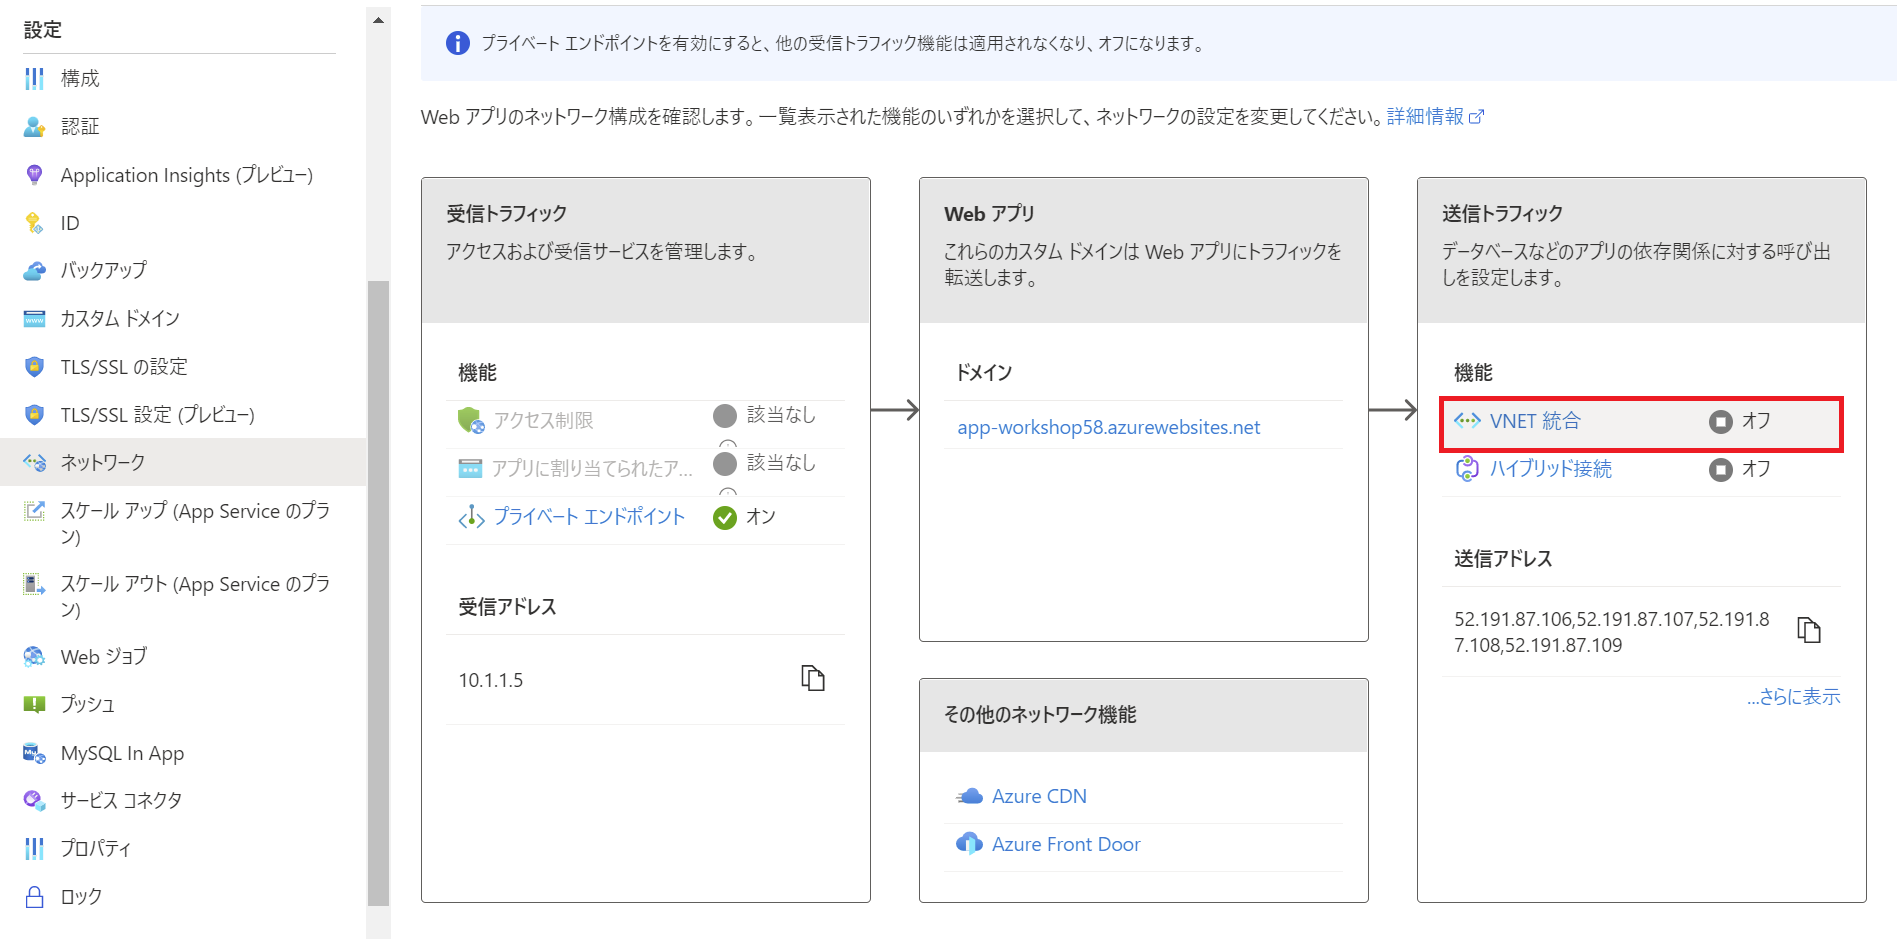 設定
構成
認証
Application Insights (プレビュー)
ID
バックアップ
カスタム ドメイン
TLS/SSL の設定
TLS/SSL 設定 (プレビュー)
ネットワーク
スケール アップ (App Service のプラ
ン)
スケール アウト (App Service のプラ
ン)
Web ジョブ
プッシュ
MySQL In App
サービス コネクタ
プロパティ
ロック
プライベート エンドポイントを有効にすると、他の受信トラフィック機能は適用されなくなり、オフになります。
Web アプリのネットワーク構成を確認します。一覧表示された機能のいずれかを選択して、ネットワークの設定を変更してください。詳細情報
受信トラフィック
アクセスおよび受信サービスを管理します。
機能
アクセス制限 該当なし
アプリに割り当てられたア... 該当なし
プライベート エンドポイント オン
受信アドレス
10.1.1.5
Web アプリ
これらのカスタム ドメインは Web アプリにトラフィックを
転送します。
ドメイン
app-workshop58.azurewebsites.net
その他のネットワーク機能
Azure CDN
Azure Front Door
送信トラフィック
データベースなどのアプリの依存関係に対する呼び出
しを設定します。
機能
VNET 統合 オフ
ハイブリッド接続 オフ
送信アドレス
52.191.87.106,52.191.87.107,52.191.8
7.108,52.191.87.109
...さらに表示